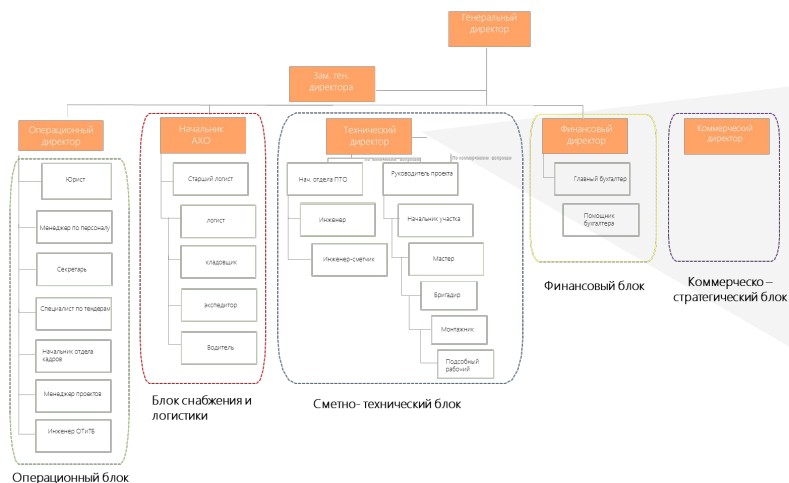 Генеральный
директор
Зам. ген.
директора
Операционный
директор
Начальник
АХО
Технический
директор
Финансовый
директор
Коммерческий
директор
Юрист
Менеджер по персоналу
Секретарь
Специалист по тендерам
Начальник отдела
кадров
Менеджер проектов
Инженер ОТиТБ
Операционный блок
Старший логист
логист
кладовщик
экспедитор
Водитель
Блок снабжения и
логистики
Нач. отдела ПТО
Инженер
Инженер-сметчик
Руководитель проекта
Начальник участка
Мастер
Бригадир
Монтажник
Подсобный
рабочий
Сметно- технический блок
Главный бухгалтер
Помощник
бухгалтера
Финансовый блок
Коммерческо –
стратегический блок